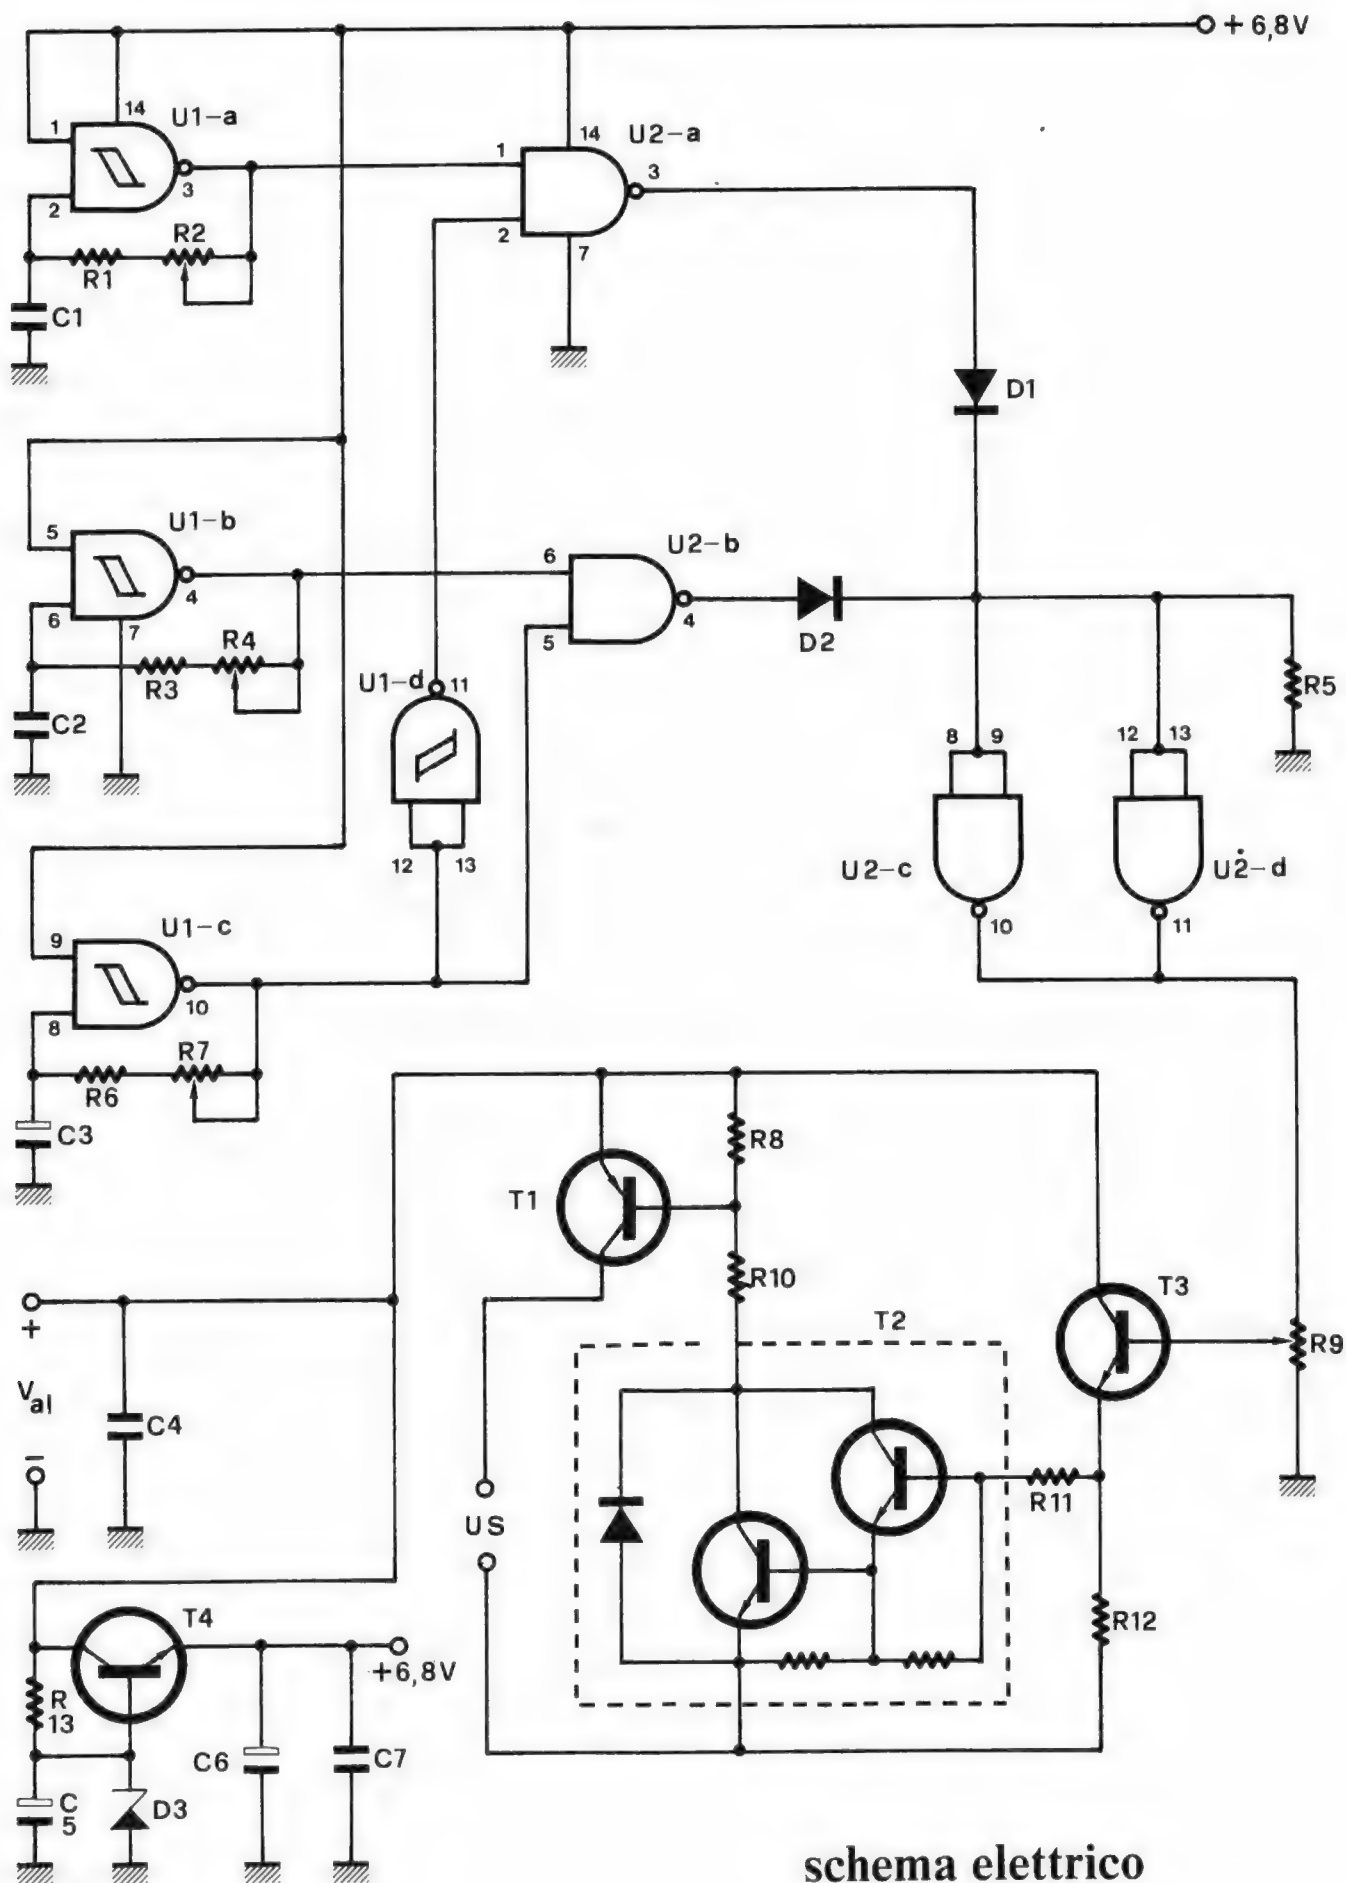 + 6,8V
14
U1-a
1
3
2
R2
R1
C1
14
U2-a
1
3
2
7
D1
U1-b
5
4
6
7
R4
R3
C2
U2-b
6
4
5
D2
U1-d
11
12
13
R5
8
9
12
13
U2-c
U2-d
10
11
U1-c
9
10
8
R7
R6
C3
R8
T1
R10
T3
T2
R9
+
Val
−
C4
R11
US
R12
T4
+6,8V
R
13
C6
C7
C
5
D3
schema elettrico